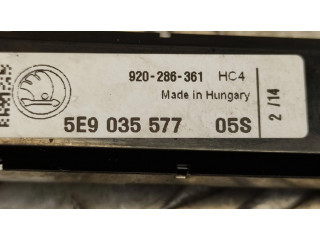 920-286-361 HC4
Made in Hungary
5E9 035 577 05S
2 /14